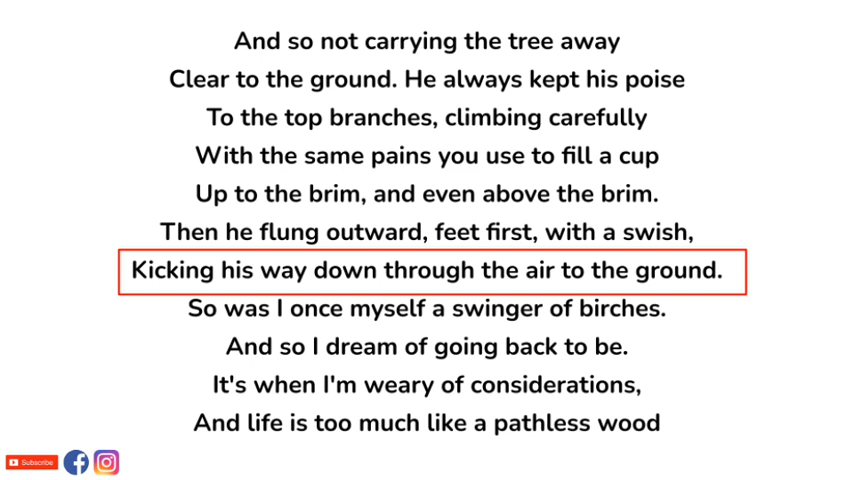 And so not carrying the tree away
Clear to the ground. He always kept his poise
To the top branches, climbing carefully
With the same pains you use to fill a cup
Up to the brim, and even above the brim.
Then he flung outward, feet first, with a swish,
Kicking his way down through the air to the ground.
So was I once myself a swinger of birches.
And so I dream of going back to be.
It's when I'm weary of considerations,
And life is too much like a pathless wood
Subscribe